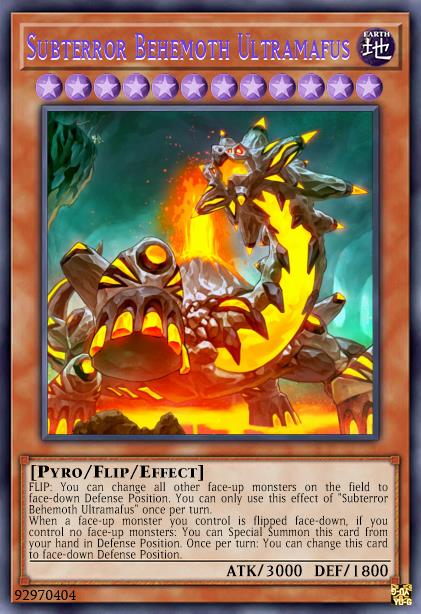 Subterror Behemoth Ultramafus
EARTH
地
[Pyro/Flip/Effect]
FLIP: You can change all other face-up monsters on the field to
face-down Defense Position. You can only use this effect of "Subterror
Behemoth Ultramafus" once per turn.
When a face-up monster you control is flipped face-down, if you
control no face-up monsters: You can Special Summon this card from
your hand in Defense Position. Once per turn: You can change this card
to face-down Defense Position.
ATK/3000 DEF/1800
92970404